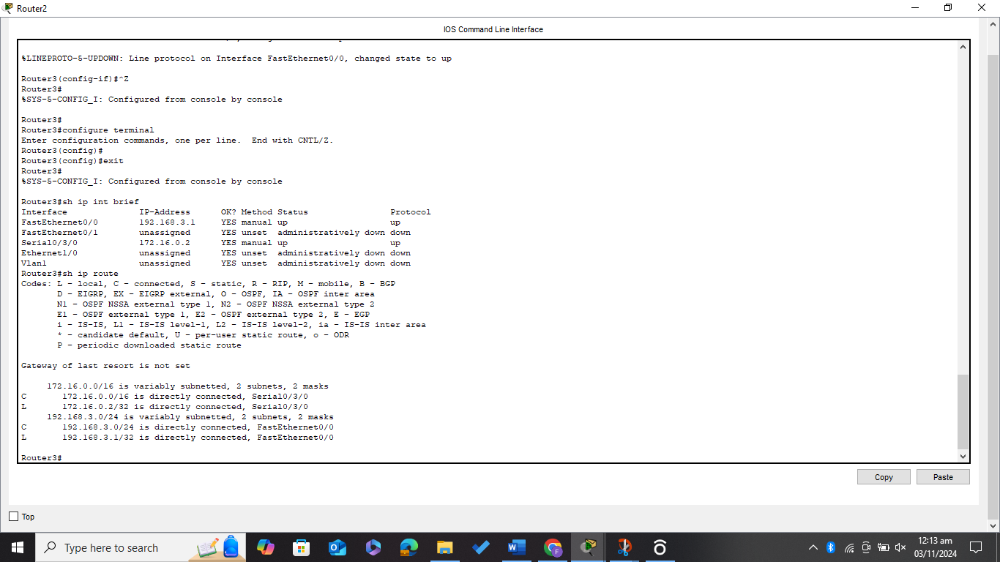 Router2
IOS Command Line Interface
%LINEPROTO-5-UPDOWN: Line protocol on Interface FastEthernet0/0, changed state to up
Router3(config-if)#^Z
Router3#
%SYS-5-CONFIG_I: Configured from console by console
Router3#
Router3#configure terminal
Enter configuration commands, one per line.  End with CNTL/Z.
Router3(config)#
Router3(config)#exit
Router3#
%SYS-5-CONFIG_I: Configured from console by console
Router3#sh ip int brief
Interface              IP-Address      OK? Method Status                Protocol
FastEthernet0/0        192.168.3.1     YES manual up                    up
FastEthernet0/1        unassigned      YES unset  administratively down down
Serial0/3/0            172.16.0.2      YES manual up                    up
Ethernet1/0            unassigned      YES unset  administratively down down
Vlan1                  unassigned      YES unset  administratively down down
Router3#sh ip route
Codes: L - local, C - connected, S - static, R - RIP, M - mobile, B - BGP
       D - EIGRP, EX - EIGRP external, O - OSPF, IA - OSPF inter area
       N1 - OSPF NSSA external type 1, N2 - OSPF NSSA external type 2
       E1 - OSPF external type 1, E2 - OSPF external type 2, E - EGP
       i - IS-IS, L1 - IS-IS level-1, L2 - IS-IS level-2, ia - IS-IS inter area
       * - candidate default, U - per-user static route, o - ODR
       P - periodic downloaded static route
Gateway of last resort is not set
     172.16.0.0/16 is variably subnetted, 2 subnets, 2 masks
C       172.16.0.0/16 is directly connected, Serial0/3/0
L       172.16.0.2/32 is directly connected, Serial0/3/0
     192.168.3.0/24 is variably subnetted, 2 subnets, 2 masks
C       192.168.3.0/24 is directly connected, FastEthernet0/0
L       192.168.3.1/32 is directly connected, FastEthernet0/0
Router3#
Copy
Paste
Top
Type here to search
12:13 am
03/11/2024